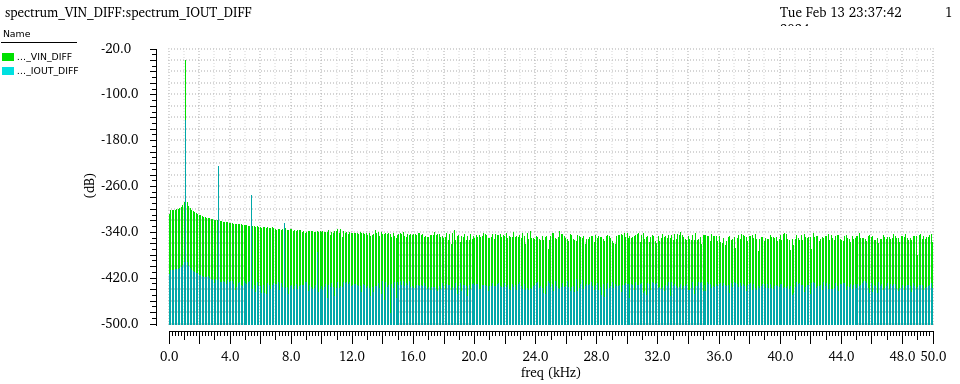 spectrum_VIN_DIFF:spectrum_IOUT_DIFF
Tue Feb 13 23:37:42 1
Name
..._VIN_DIFF
..._IOUT_DIFF
-20.0
-100.0
-180.0
-260.0
-340.0
-420.0
-500.0
(dB)
0.0 4.0 8.0 12.0 16.0 20.0 24.0 28.0 32.0 36.0 40.0 44.0 48.0 50.0
freq (kHz)